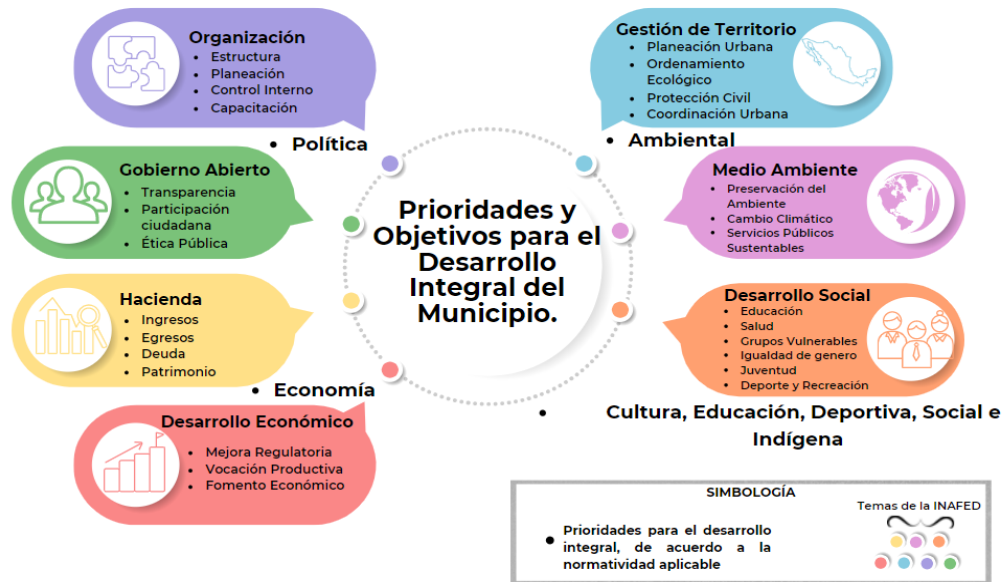 Organización
• Estructura
• Planeación
• Control Interno
• Capacitación
• Política
Gobierno Abierto
• Transparencia
• Participación
ciudadana
• Ética Pública
Hacienda
• Ingresos
• Egresos
• Deuda
• Patrimonio
• Economía
Desarrollo Económico
• Mejora Regulatoria
• Vocación Productiva
• Fomento Económico
Prioridades y
Objetivos para el
Desarrollo
Integral del
Municipio.
Gestión de Territorio
• Planeación Urbana
• Ordenamiento
Ecológico
• Protección Civil
• Coordinación Urbana
• Ambiental
Medio Ambiente
• Preservación del
Ambiente
• Cambio Climático
• Servicios Públicos
Sustentables
Desarrollo Social
• Educación
• Salud
• Grupos Vulnerables
• Igualdad de genero
• Juventud
• Deporte y Recreación
• Cultura, Educación, Deportiva, Social e
Indígena
SIMBOLOGÍA
• Prioridades para el desarrollo
integral, de acuerdo a la
normatividad aplicable
Temas de la INAFED